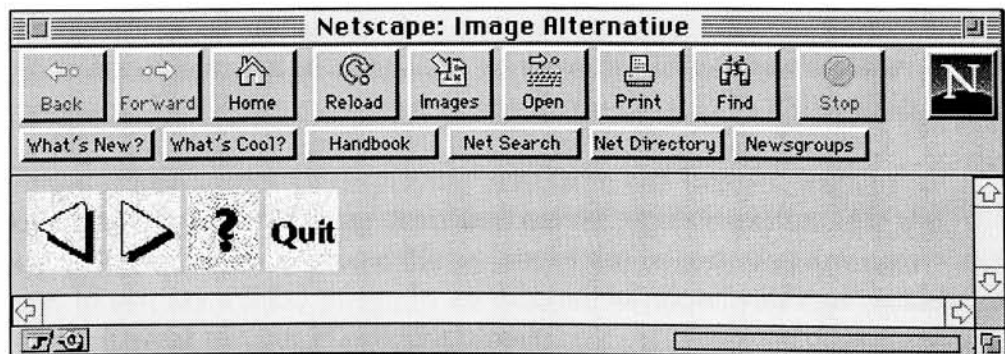 Netscape: Image Alternative
Back Forward Home Reload Images Open Print Find Stop N
What's New? What's Cool? Handbook Net Search Net Directory Newsgroups
? Quit